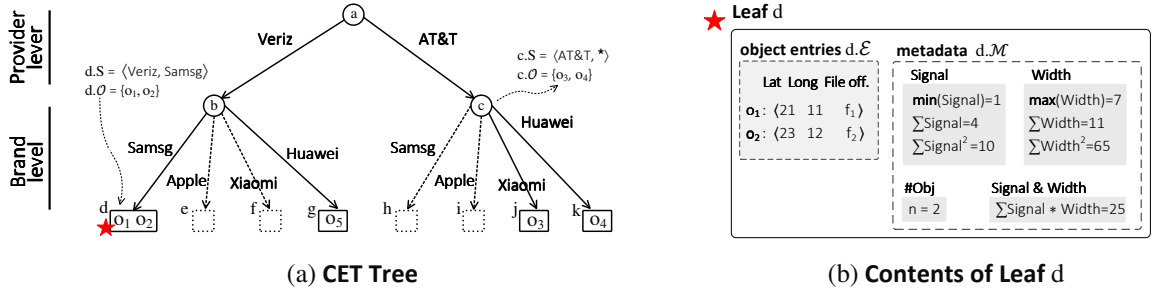 Provider lever
Brand level
a
Veriz
AT&T
d.S = ⟨Veriz, Samsg⟩
d.𝒪 = {o₁, o₂}
c.S = ⟨AT&T, *⟩
c.𝒪 = {o₃, o₄}
b
c
Samsg
Apple
Xiaomi
Huawei
Samsg
Apple
Xiaomi
Huawei
d
o₁ o₂
e
f
g
o₅
h
i
j
o₃
k
o₄
(a) CET Tree
Leaf d
object entries d.ℰ
Lat Long File off.
o₁: ⟨21 11 f₁⟩
o₂: ⟨23 12 f₂⟩
metadata d.ℳ
Signal
min(Signal)=1
∑Signal=4
∑Signal²=10
Width
max(Width)=7
∑Width=11
∑Width²=65
#Obj
n = 2
Signal & Width
∑Signal * Width=25
(b) Contents of Leaf d